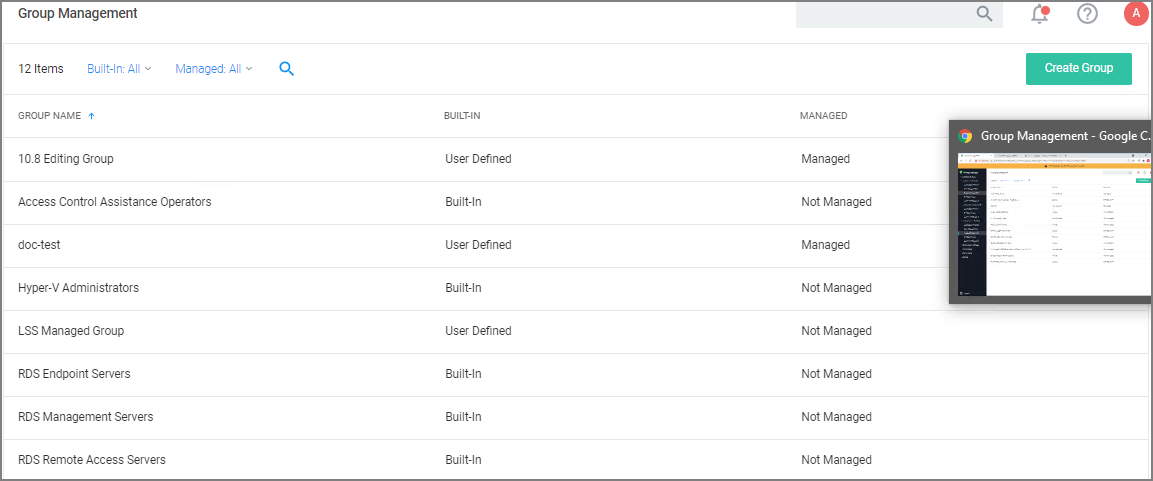 Group Management
A
12 Items Built-In: All Managed: All
Create Group
GROUP NAME BUILT-IN MANAGED
Group Management - Google C...
10.8 Editing Group User Defined Managed
Access Control Assistance Operators Built-In Not Managed
doc-test User Defined Managed
Hyper-V Administrators Built-In Not Managed
LSS Managed Group User Defined Not Managed
RDS Endpoint Servers Built-In Not Managed
RDS Management Servers Built-In Not Managed
RDS Remote Access Servers Built-In Not Managed